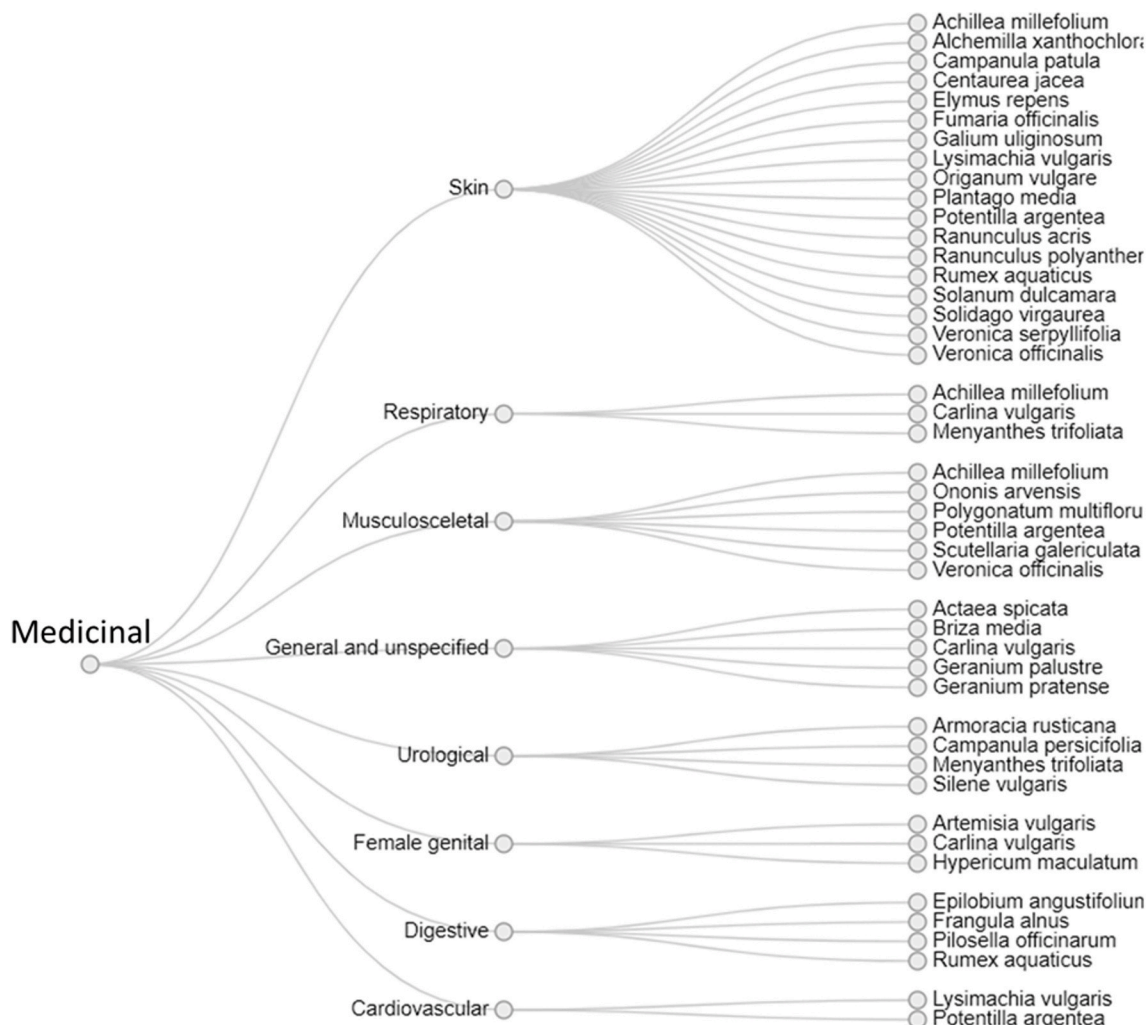 Medicinal
Skin
Achillea millefolium
Alchemilla xanthochlora
Campanula patula
Centaurea jacea
Elymus repens
Fumaria officinalis
Galium uliginosum
Lysimachia vulgaris
Origanum vulgare
Plantago media
Potentilla argentea
Ranunculus acris
Ranunculus polyanther
Rumex aquaticus
Solanum dulcamara
Solidago virgaurea
Veronica serpyllifolia
Veronica officinalis
Respiratory
Achillea millefolium
Carlina vulgaris
Menyanthes trifoliata
Musculosceletal
Achillea millefolium
Ononis arvensis
Polygonatum multifloru
Potentilla argentea
Scutellaria galericulata
Veronica officinalis
General and unspecified
Actaea spicata
Briza media
Carlina vulgaris
Geranium palustre
Geranium pratense
Urological
Armoracia rusticana
Campanula persicifolia
Menyanthes trifoliata
Silene vulgaris
Female genital
Artemisia vulgaris
Carlina vulgaris
Hypericum maculatum
Digestive
Epilobium angustifoliun
Frangula alnus
Pilosella officinarum
Rumex aquaticus
Cardiovascular
Lysimachia vulgaris
Potentilla argentea